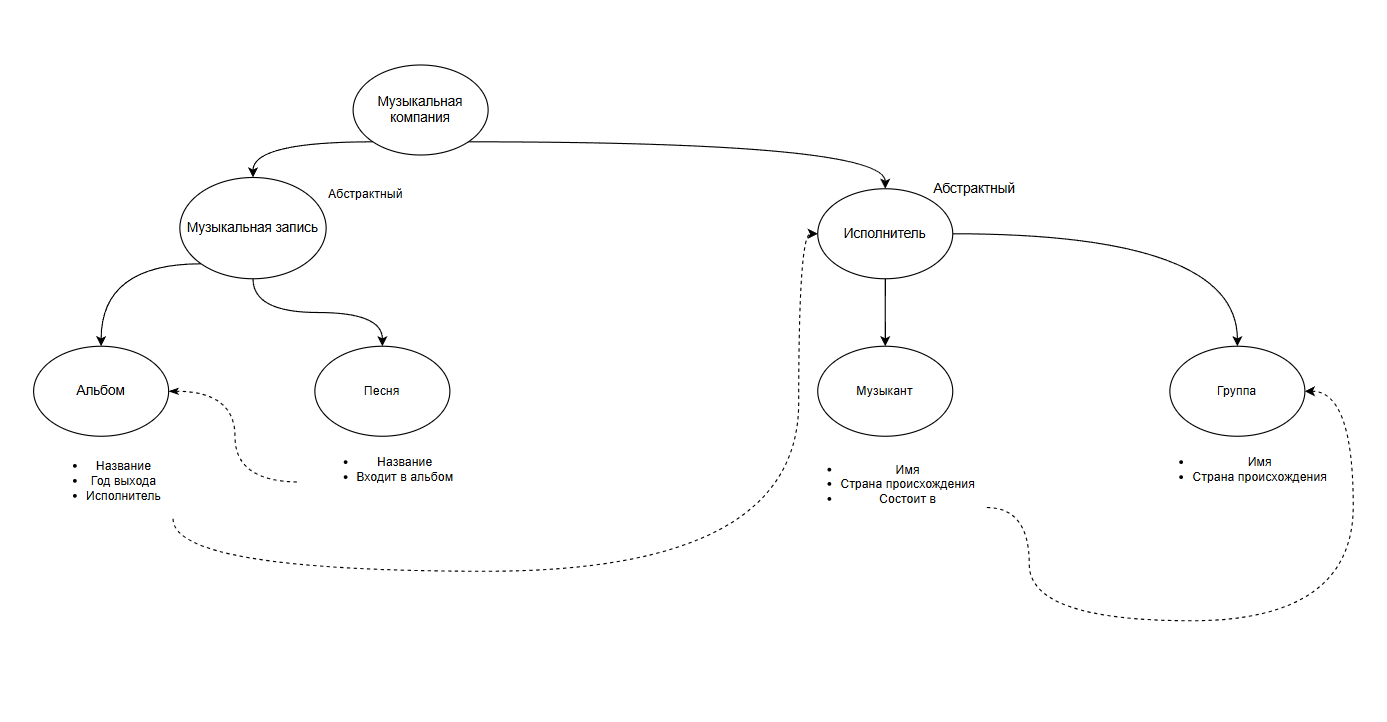 Музыкальная
компания
Абстрактный
Музыкальная запись
Абстрактный
Исполнитель
Альбом
Песня
Музыкант
Группа
• Название
• Год выхода
• Исполнитель
• Название
• Входит в альбом
• Имя
• Страна происхождения
• Состоит в
• Имя
• Страна происхождения